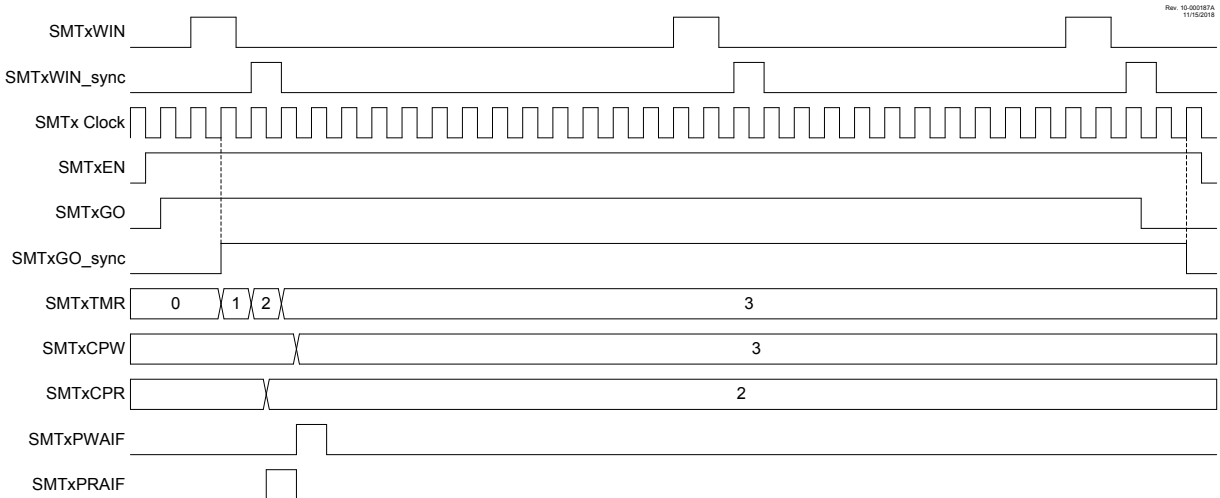 Rev. 10-000187A
11/15/2018
SMTxWIN
SMTxWIN_sync
SMTx Clock
SMTxEN
SMTxGO
SMTxGO_sync
SMTxTMR 0 1 2 3
SMTxCPW 3
SMTxCPR 2
SMTxPWAIF
SMTxPRAIF